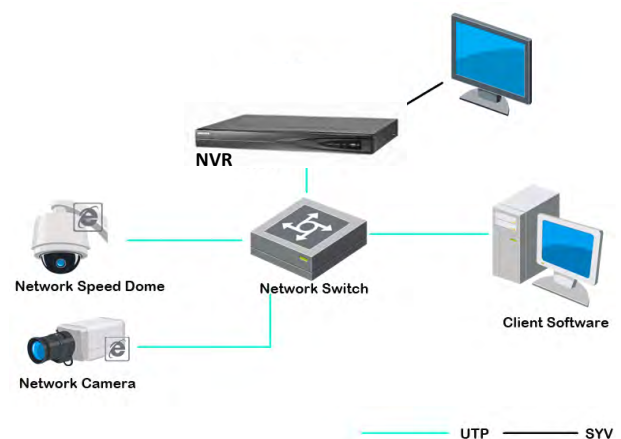 NVR
Network Speed Dome
Network Switch
Client Software
Network Camera
UTP
SYV